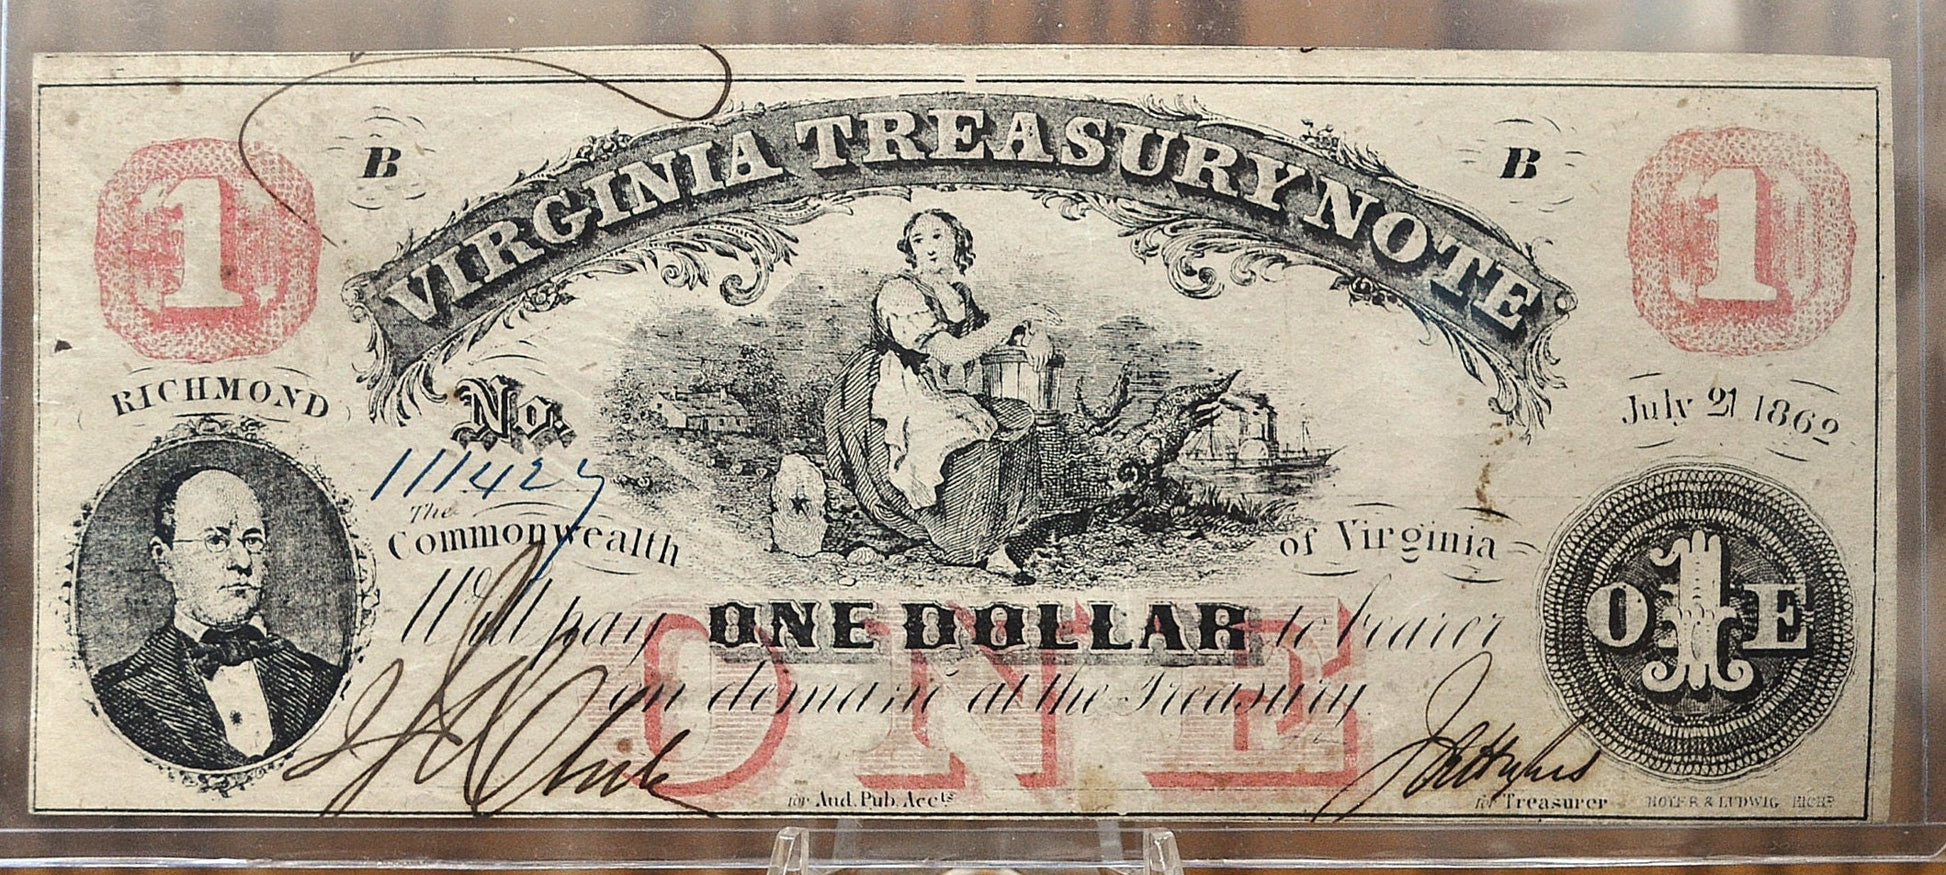 VIRGINIA TREASURY NOTE
B B
1 1
RICHMOND
July 21 1862
No.
111427
The
Commonwealth of Virginia
Will pay ONE DOLLAR to bearer
on demand at the Treasury
ONE
O 1 E
for Aud. Pub. Accts
for Treasurer
HOYER & LUDWIG RICHD